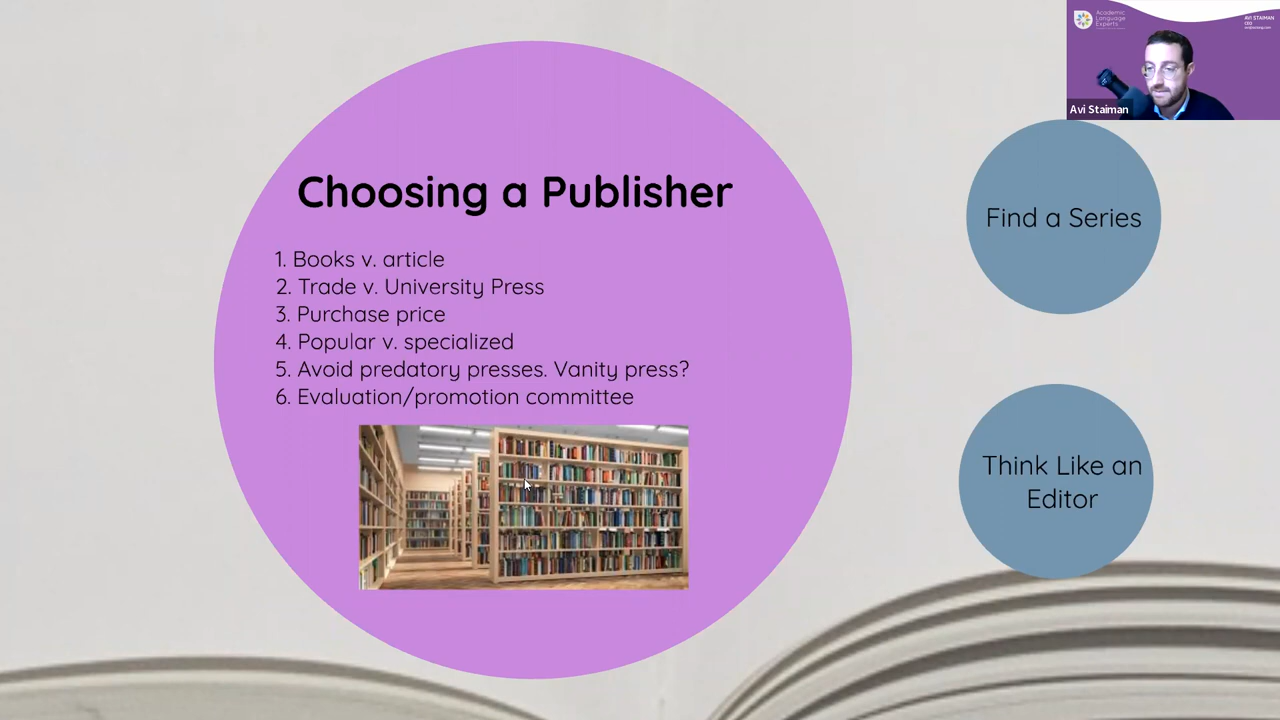 Choosing a Publisher
1. Books v. article
2. Trade v. University Press
3. Purchase price
4. Popular v. specialized
5. Avoid predatory presses. Vanity press?
6. Evaluation/promotion committee
Find a Series
Think Like an
Editor
Academic
Language
Experts
AVI STAIMAN
CEO
Avi Staiman